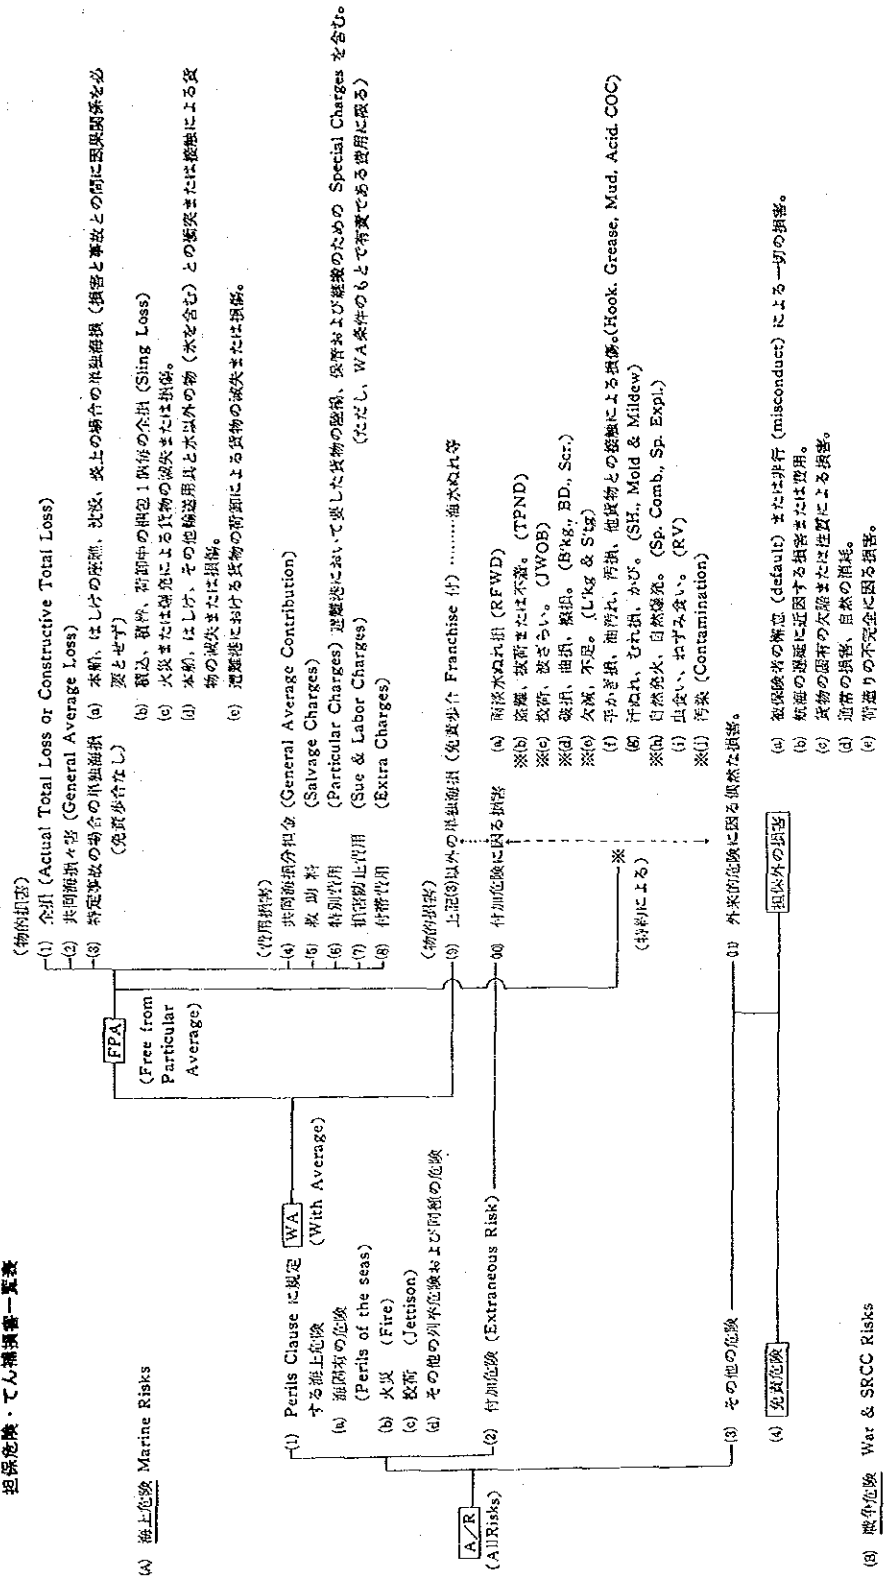 担保危険・てん補損害一覧表
(A) 海上危険 Marine Risks
A/R
(All Risks)
(1) Perils Clause に規定
する海上危険
(a) 海固有の危険
(Perils of the seas)
(b) 火災 (Fire)
(c) 投荷 (Jettison)
(d) その他の列挙危険および同種の危険
(2) 付加危険 (Extraneous Risk)
(3) その他の危険
(4) 免責危険
WA
(With Average)
FPA
(Free from
Particular
Average)
(物的損害)
(1) 全損 (Actual Total Loss or Constructive Total Loss)
(2) 共同海損々害 (General Average Loss)
(3) 特定事故の場合の単独海損
(免責歩合なし)
(a) 本船、はしけの座礁、沈没、炎上の場合の単独海損 (損害と事故との間に因果関係を必
要とせず)
(b) 積込、積替、荷卸中の梱包1個毎の全損 (Sling Loss)
(c) 火災または爆発による貨物の滅失または損傷。
(d) 本船、はしけ、その他輸送用具と水以外の物 (氷を含む) との衝突または接触による貨
物の滅失または損傷。
(e) 避難港における貨物の荷卸による貨物の滅失または損傷。
(費用損害)
(4) 共同海損分担金 (General Average Contribution)
(5) 救助料 (Salvage Charges)
(6) 特別費用 (Particular Charges) 避難港において要した貨物の陸揚、保管および継搬のための Special Charges を含む。
(7) 損害防止費用 (Sue & Labor Charges) (ただし、WA条件のもとで有責である費用に限る)
(8) 付帯費用 (Extra Charges)
(物的損害)
(9) 上記(3)以外の単独海損 (免責歩合 Franchise 付) ………海水ぬれ等
(10) 付加危険に因る損害
(a) 雨淡水ぬれ損 (RFWD)
※(b) 盗難、抜荷または不着。 (TPND)
※(c) 投荷、波ざらい。 (JWOB)
※(d) 破損、曲損、擦損。 (B'kg., BD., Scr.)
※(e) 欠減、不足。 (L'kg & S'tg)
(f) 手かぎ損、油汚れ、汚損、他貨物との接触による損傷。(Hook. Grease, Mud, Acid. COC)
(g) 汗ぬれ、むれ損、かび。 (SH., Mold & Mildew)
※(h) 自然発火、自然爆発。 (Sp. Comb., Sp. Expl.)
(i) 虫食い、ねずみ食い。 (RV)
※(j) 汚染 (Contamination)
※
(特約による)
(11) 外来的危険に因る偶然な損害。
担保外の損害
(a) 被保険者の懈怠 (default) または非行 (misconduct) による一切の損害。
(b) 航海の遅延に近因する損害または費用。
(c) 貨物の固有の欠陥または性質による損害。
(d) 通常の損害、自然の消耗。
(e) 荷造りの不完全に因る損害。
(B) 戦争危険 War & SRCC Risks